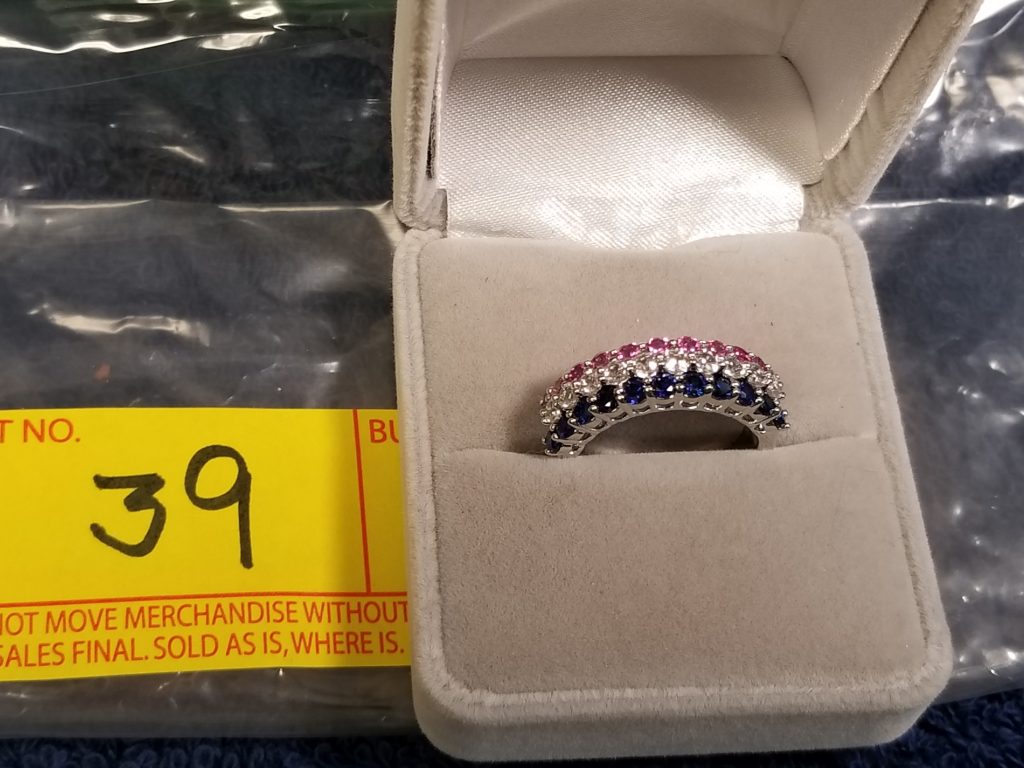 T NO.
BU
39
NOT MOVE MERCHANDISE WITHOUT
SALES FINAL. SOLD AS IS, WHERE IS.